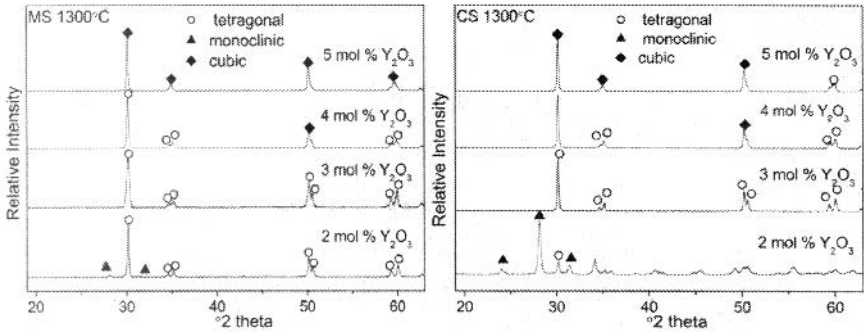 MS 1300°C
tetragonal
monoclinic
cubic
5 mol % Y₂O₃
4 mol % Y₂O₃
3 mol % Y₂O₃
2 mol % Y₂O₃
Relative Intensity
20 30 40 50 60
°2 theta
CS 1300°C
tetragonal
monoclinic
cubic
5 mol % Y₂O₃
4 mol % Y₂O₃
3 mol % Y₂O₃
2 mol % Y₂O₃
Relative Intensity
20 30 40 50 60
°2 theta